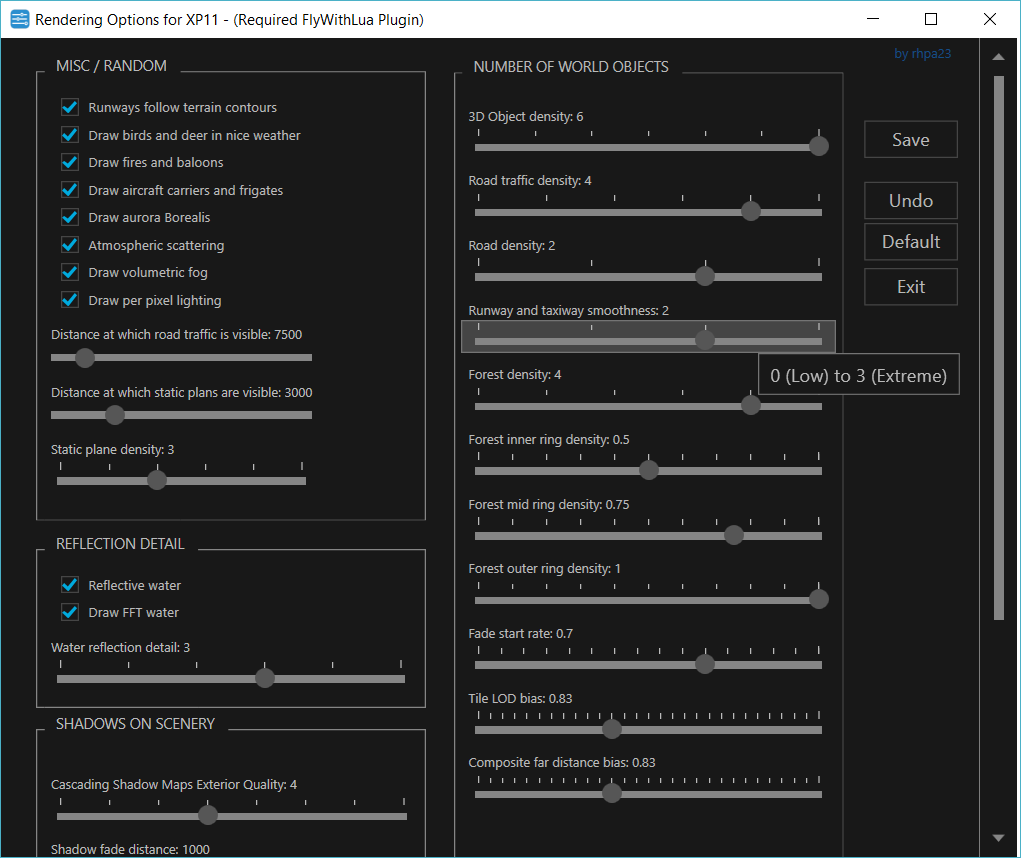 Rendering Options for XP11 - (Required FlyWithLua Plugin)
by rhpa23
MISC / RANDOM
Runways follow terrain contours
Draw birds and deer in nice weather
Draw fires and baloons
Draw aircraft carriers and frigates
Draw aurora Borealis
Atmospheric scattering
Draw volumetric fog
Draw per pixel lighting
Distance at which road traffic is visible: 7500
Distance at which static plans are visible: 3000
Static plane density: 3
REFLECTION DETAIL
Reflective water
Draw FFT water
Water reflection detail: 3
SHADOWS ON SCENERY
Cascading Shadow Maps Exterior Quality: 4
Shadow fade distance: 1000
NUMBER OF WORLD OBJECTS
3D Object density: 6
Road traffic density: 4
Road density: 2
Runway and taxiway smoothness: 2
0 (Low) to 3 (Extreme)
Forest density: 4
Forest inner ring density: 0.5
Forest mid ring density: 0.75
Forest outer ring density: 1
Fade start rate: 0.7
Tile LOD bias: 0.83
Composite far distance bias: 0.83
Save
Undo
Default
Exit